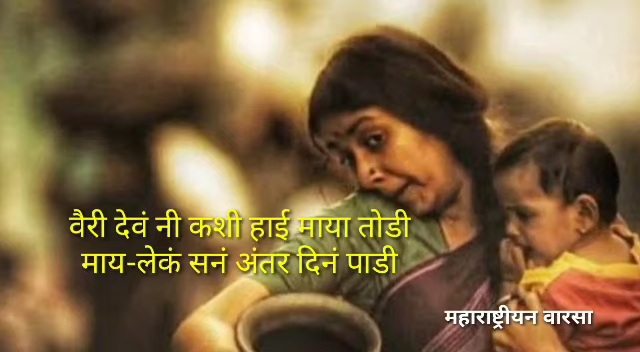 वैरी देवं नी कशी हाई माया तोडी
माय-लेकं सनं अंतर दिनं पाडी
महाराष्ट्रीयन वारसा